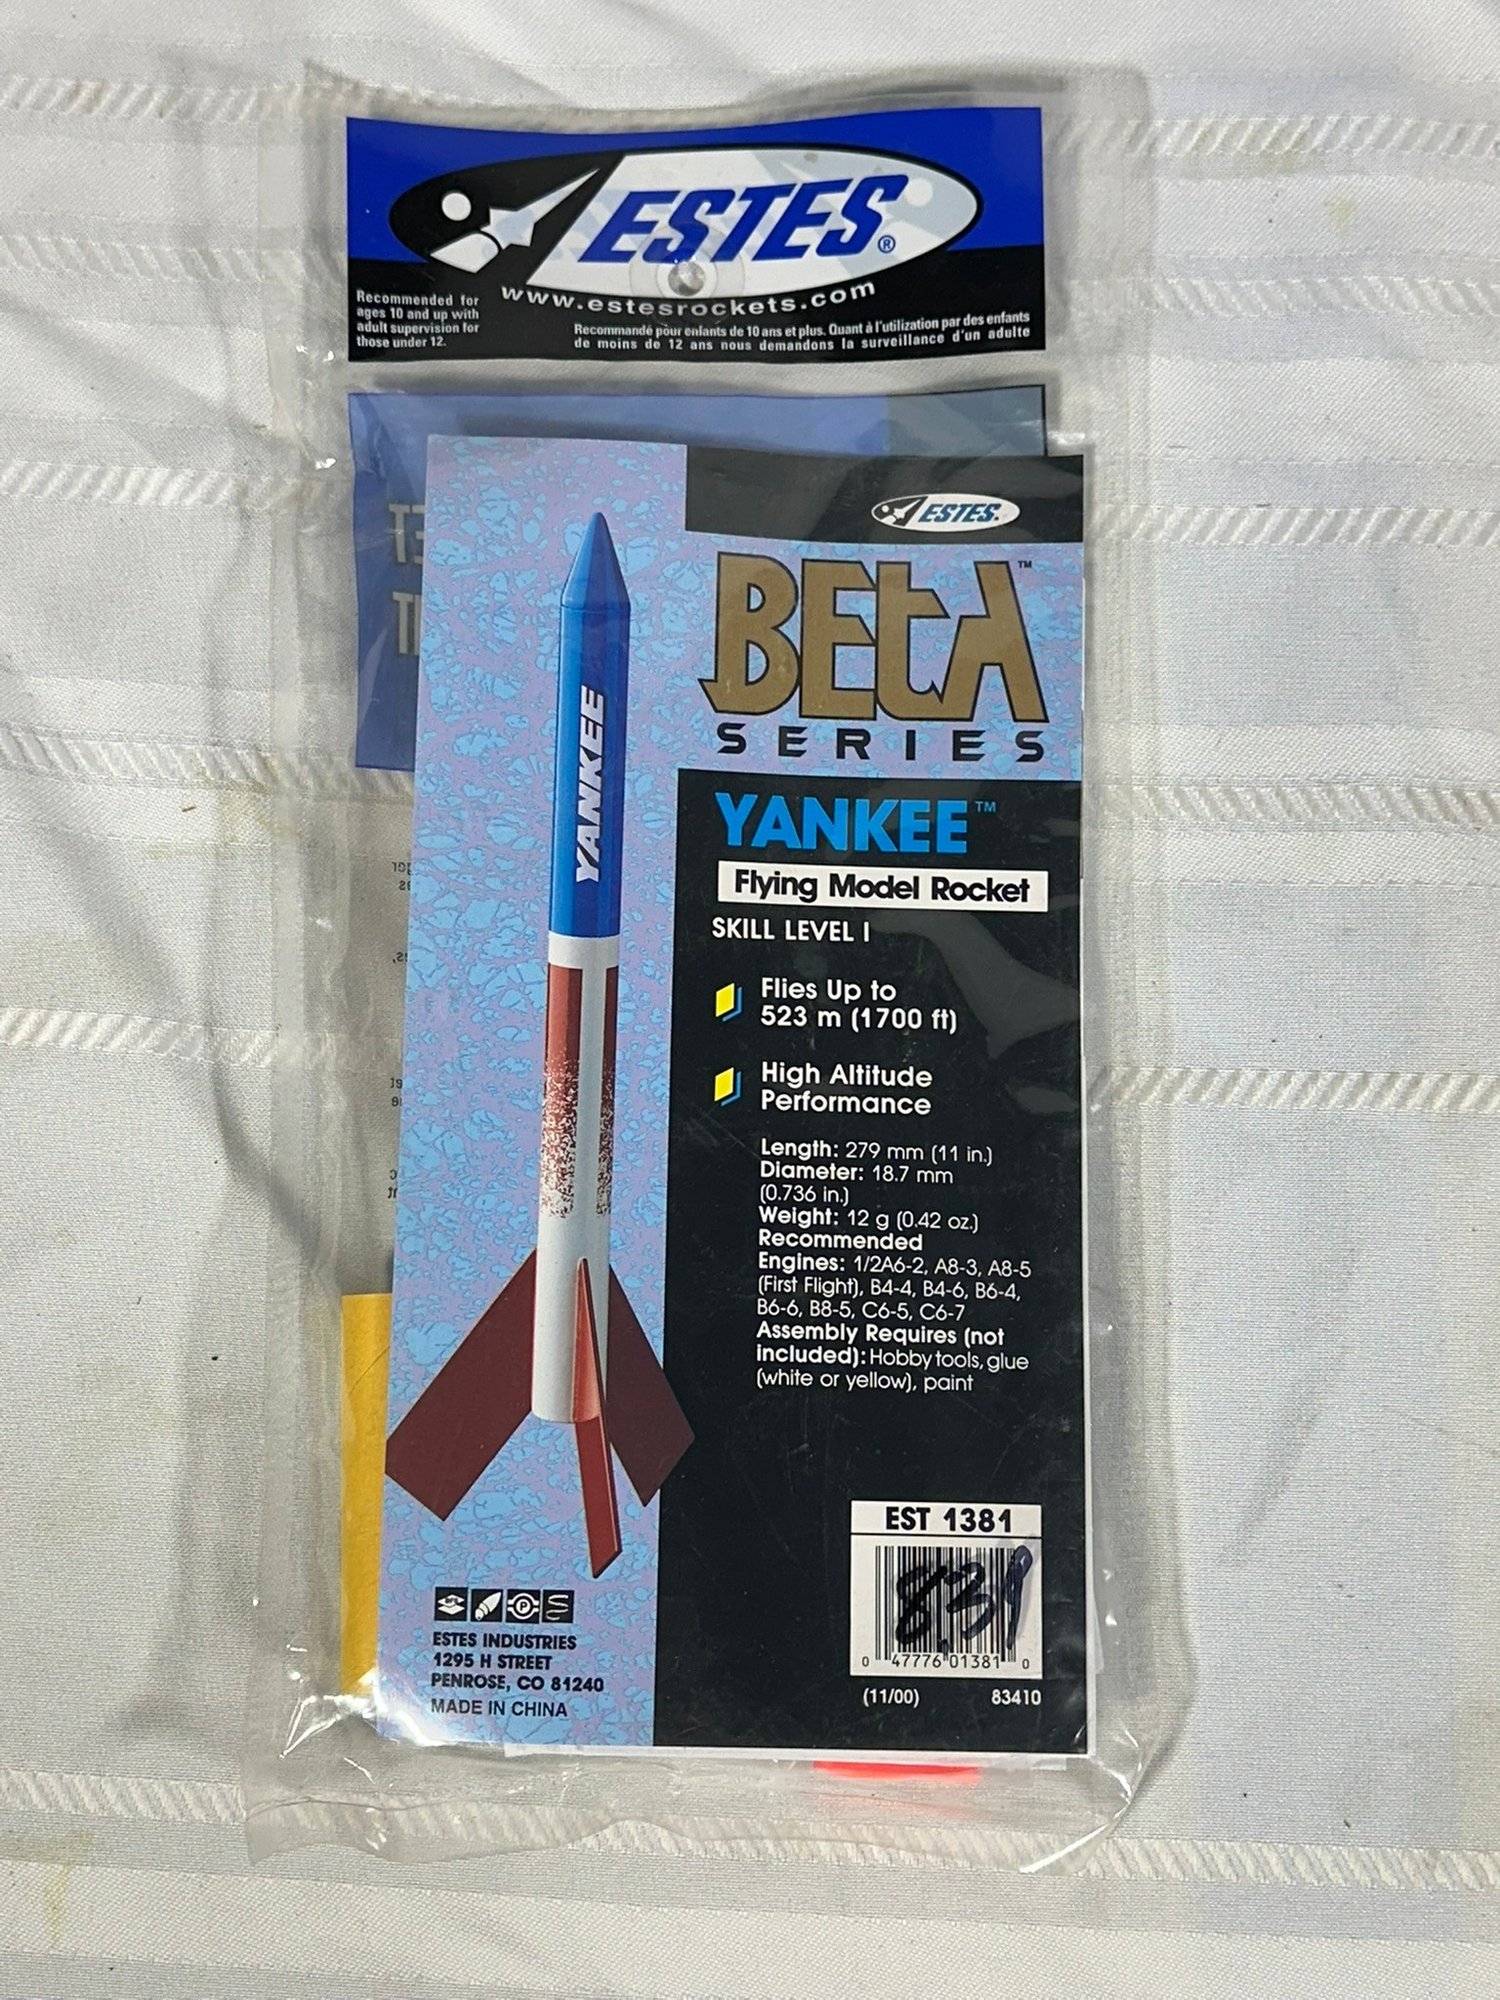 ESTES®
www.estesrockets.com
Recommended for
ages 10 and up with
adult supervision for
those under 12.
Recommandé pour enfants de 10 ans et plus. Quant à l'utilization par des enfants
de moins de 12 ans nous demandons la surveillance d'un adulte
ESTES
BETA™
SERIES
YANKEE
YANKEE™
Flying Model Rocket
SKILL LEVEL I
Flies Up to
523 m (1700 ft)
High Altitude
Performance
Length: 279 mm (11 in.)
Diameter: 18.7 mm
(0.736 in.)
Weight: 12 g (0.42 oz.)
Recommended
Engines: 1/2A6-2, A8-3, A8-5
(First Flight), B4-4, B4-6, B6-4,
B6-6, B8-5, C6-5, C6-7
Assembly Requires (not
included): Hobby tools, glue
(white or yellow), paint
EST 1381
8.39
0 47776 01381 0
(11/00) 83410
ESTES INDUSTRIES
1295 H STREET
PENROSE, CO 81240
MADE IN CHINA